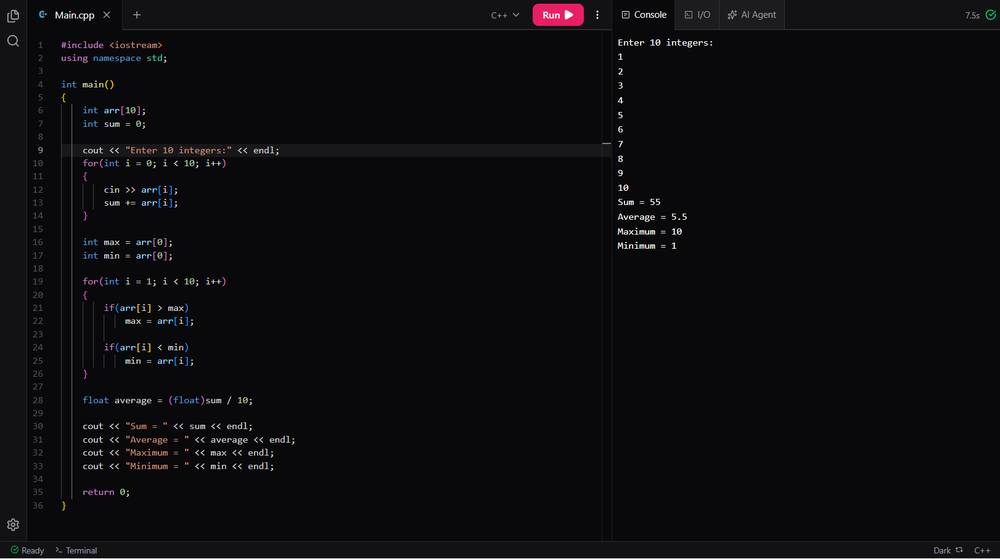 Main.cpp
C++
Run
Console
I/O
AI Agent
7.5s
1 #include <iostream>
2 using namespace std;
3
4 int main()
5 {
6     int arr[10];
7     int sum = 0;
8
9     cout << "Enter 10 integers:" << endl;
10     for(int i = 0; i < 10; i++)
11     {
12         cin >> arr[i];
13         sum += arr[i];
14     }
15
16     int max = arr[0];
17     int min = arr[0];
18
19     for(int i = 1; i < 10; i++)
20     {
21         if(arr[i] > max)
22             max = arr[i];
23
24         if(arr[i] < min)
25             min = arr[i];
26     }
27
28     float average = (float)sum / 10;
29
30     cout << "Sum = " << sum << endl;
31     cout << "Average = " << average << endl;
32     cout << "Maximum = " << max << endl;
33     cout << "Minimum = " << min << endl;
34
35     return 0;
36 }
Enter 10 integers:
1
2
3
4
5
6
7
8
9
10
Sum = 55
Average = 5.5
Maximum = 10
Minimum = 1
Ready
Terminal
Dark
C++